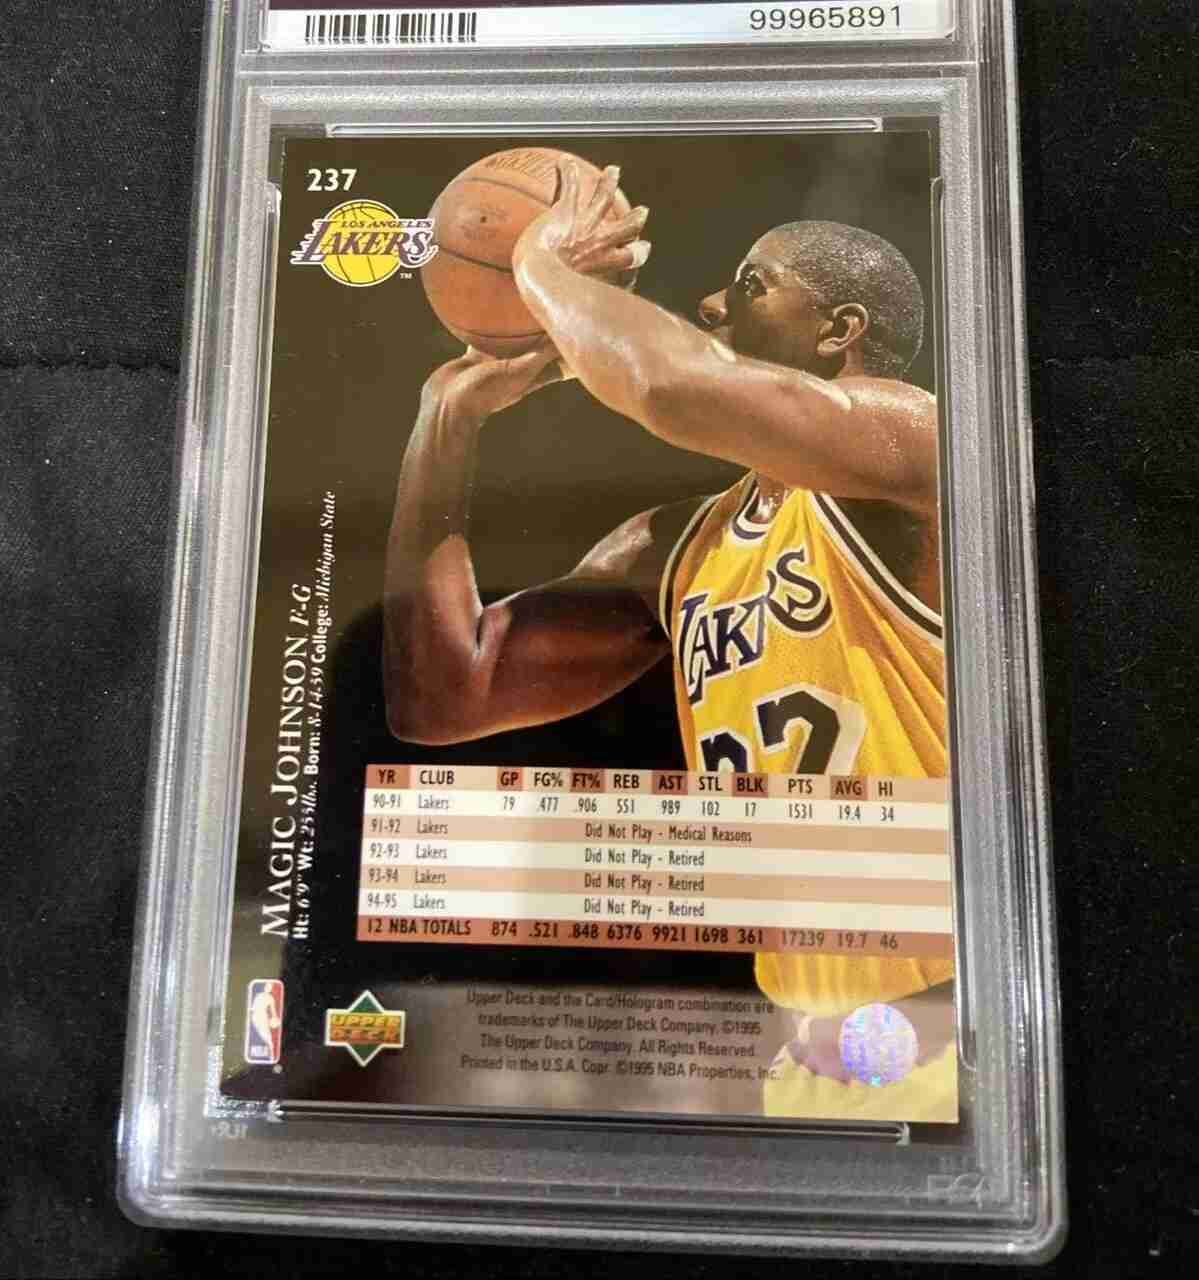 99965891
237
LOS ANGELES
LAKERS
TM
LAKERS
MAGIC JOHNSON F-G
Ht: 6'9" Wt: 255lbs. Born: 8-14-59 College: Michigan State
YR CLUB GP FG% FT% REB AST STL BLK PTS AVG HI
90-91 Lakers 79 .477 .906 551 989 102 17 1531 19.4 34
91-92 Lakers Did Not Play - Medical Reasons
92-93 Lakers Did Not Play - Retired
93-94 Lakers Did Not Play - Retired
94-95 Lakers Did Not Play - Retired
12 NBA TOTALS 874 .521 .848 6376 9921 1698 361 17239 19.7 46
NBA
®
UPPER
DECK
Upper Deck and the Card/Hologram combination are
trademarks of The Upper Deck Company. ©1995
The Upper Deck Company. All Rights Reserved.
Printed in the U.S.A. Copr. ©1995 NBA Properties, Inc.